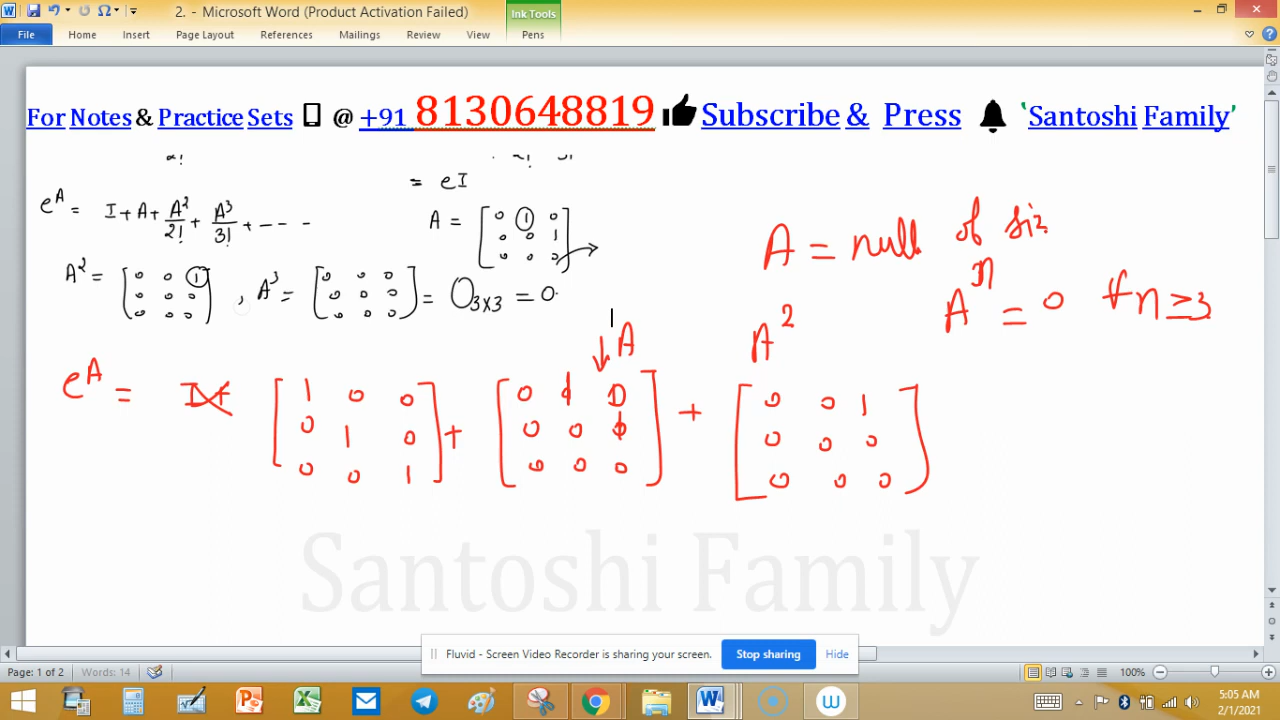 2. - Microsoft Word (Product Activation Failed)
Ink Tools
File Home Insert Page Layout References Mailings Review View Pens
For Notes & Practice Sets @ +91 8130648819 Subscribe & Press 'Santoshi Family'
2! 2! 3!
= eI
e^A = I + A + A²/2! + A³/3! + - - - -
A = [0 1 0
0 0 1
0 0 0]
A² = [0 0 1
0 0 0
0 0 0] , A³ = [0 0 0
0 0 0
0 0 0] = O₃ₓ₃ = 0
A = null of siz
A^n = 0 ∀ n ≥ 3
↓ A
A²
e^A = I+ [1 0 0
0 1 0
0 0 1] + [0 1 0
0 0 0
0 0 0] + [0 0 1
0 0 0
0 0 0]
Santoshi Family
Fluvid - Screen Video Recorder is sharing your screen. Stop sharing Hide
Page: 1 of 2 Words: 14 100%
5:05 AM
2/1/2021